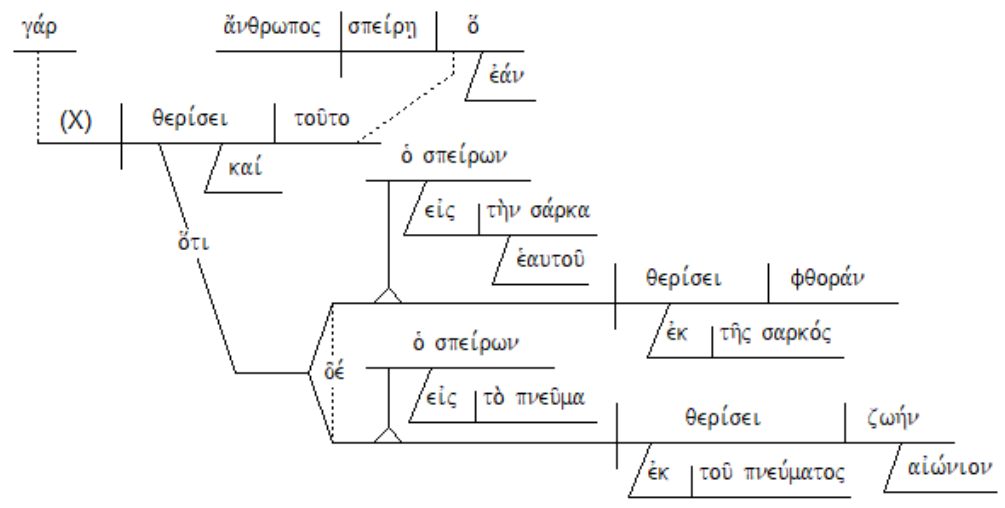 γάρ ἄνθρωπος σπείρῃ ὅ
ἐάν
(X) θερίσει τοῦτο
καί
ὁ σπείρων
εἰς τὴν σάρκα
ὅτι
ἑαυτοῦ
θερίσει φθοράν
ἐκ τῆς σαρκός
ὁ σπείρων
δέ
εἰς τὸ πνεῦμα
θερίσει ζωήν
ἐκ τοῦ πνεύματος αἰώνιον